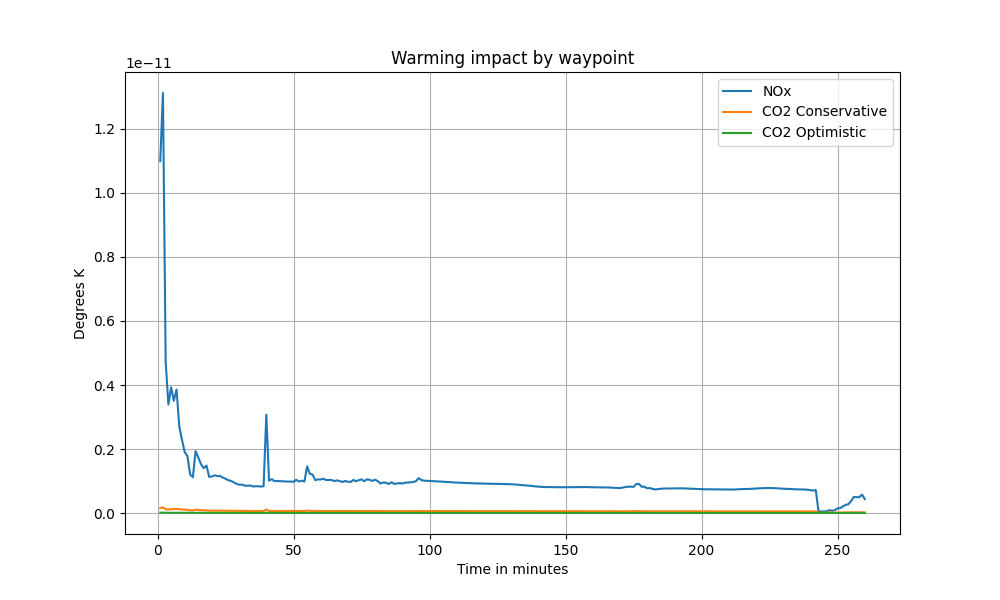 Warming impact by waypoint
1e−11
NOx
CO2 Conservative
CO2 Optimistic
1.2
1.0
0.8
0.6
0.4
0.2
0.0
Degrees K
0 50 100 150 200 250
Time in minutes